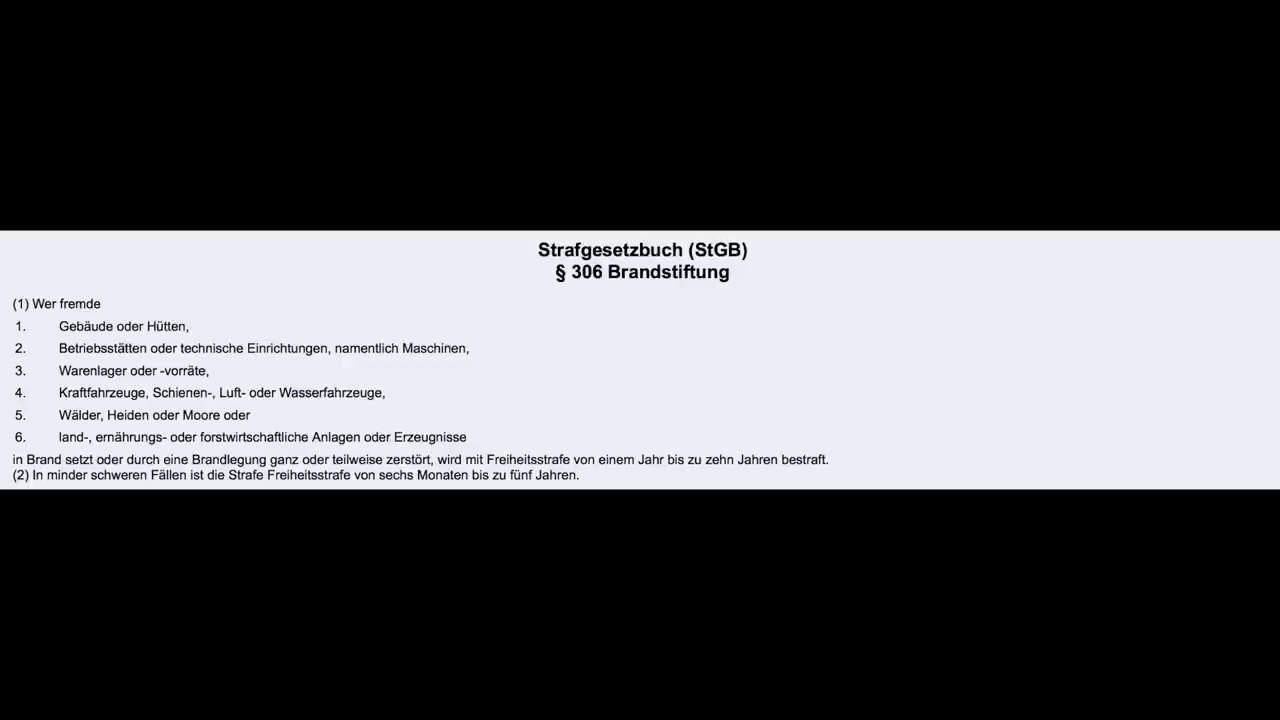 Strafgesetzbuch (StGB)
§ 306 Brandstiftung
(1) Wer fremde
1. Gebäude oder Hütten,
2. Betriebsstätten oder technische Einrichtungen, namentlich Maschinen,
3. Warenlager oder -vorräte,
4. Kraftfahrzeuge, Schienen-, Luft- oder Wasserfahrzeuge,
5. Wälder, Heiden oder Moore oder
6. land-, ernährungs- oder forstwirtschaftliche Anlagen oder Erzeugnisse
in Brand setzt oder durch eine Brandlegung ganz oder teilweise zerstört, wird mit Freiheitsstrafe von einem Jahr bis zu zehn Jahren bestraft.
(2) In minder schweren Fällen ist die Strafe Freiheitsstrafe von sechs Monaten bis zu fünf Jahren.